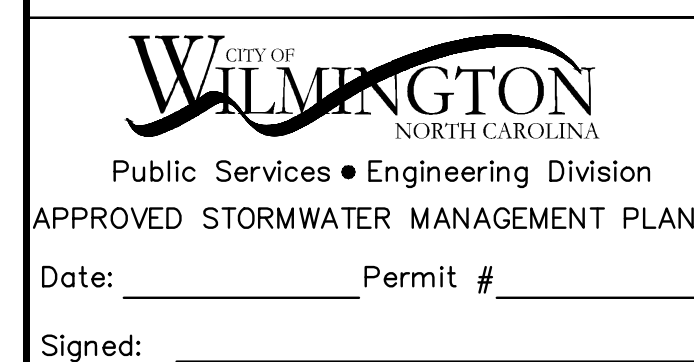 CITY OF
WILMINGTON
NORTH CAROLINA
Public Services • Engineering Division
APPROVED STORMWATER MANAGEMENT PLAN
Date: Permit #
Signed: